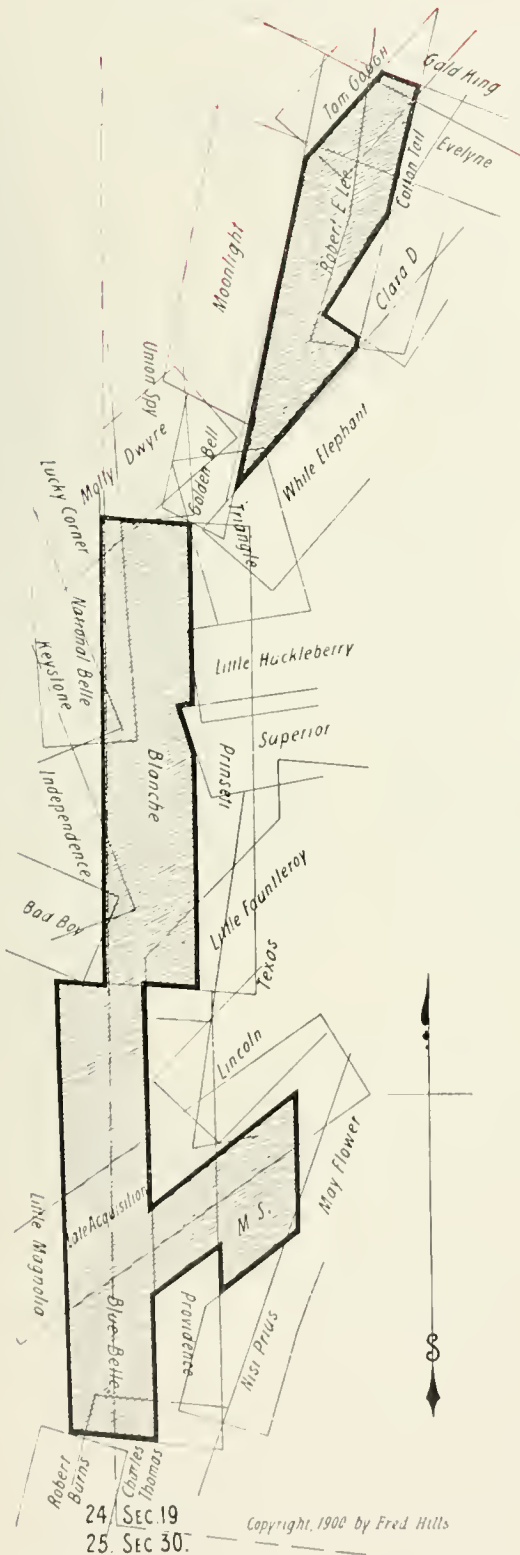 Gald King
Tom Gough
Evelyne
Cotton Tail
Robert E Lee
Clara D
Moonlight
Union Spy
Molly Dwyre
Golden Bell
White Elephant
Triangle
Lucky Corner
National Belle
Keystone
Little Huckleberry
Superior
Prinsell
Blanche
Independence
Bad Boy
Little Fauntleroy
Texas
Lincoln
May Flower
M S.
Late Acquisition
Little Magnolia
Blue Belle
Providence
Nisi Prius
S
Robert
Burns
Charles
Thomas
24. SEC.19
25. SEC 30.
Copyright, 1900 by Fred Hills